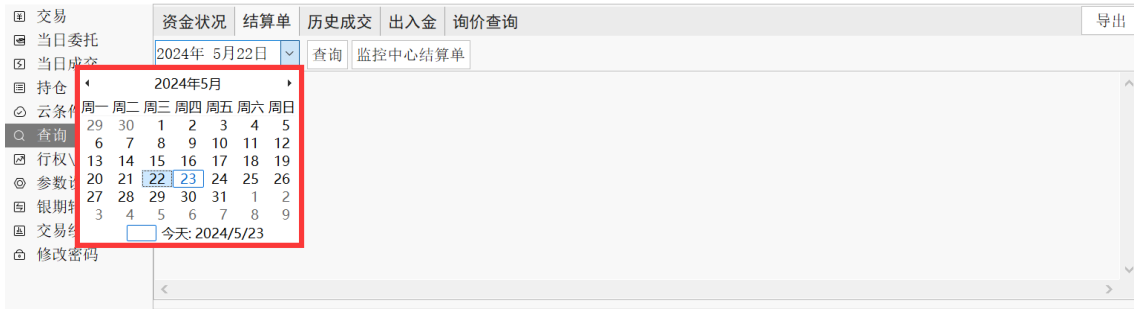 交易
当日委托
当日成交
持仓
云条件
查询
行权\
参数设
银期转
交易统
修改密码
资金状况 结算单 历史成交 出入金 询价查询 导出
2024年 5月22日 查询 监控中心结算单
2024年5月
周一 周二 周三 周四 周五 周六 周日
29 30 1 2 3 4 5
6 7 8 9 10 11 12
13 14 15 16 17 18 19
20 21 22 23 24 25 26
27 28 29 30 31 1 2
3 4 5 6 7 8 9
今天: 2024/5/23